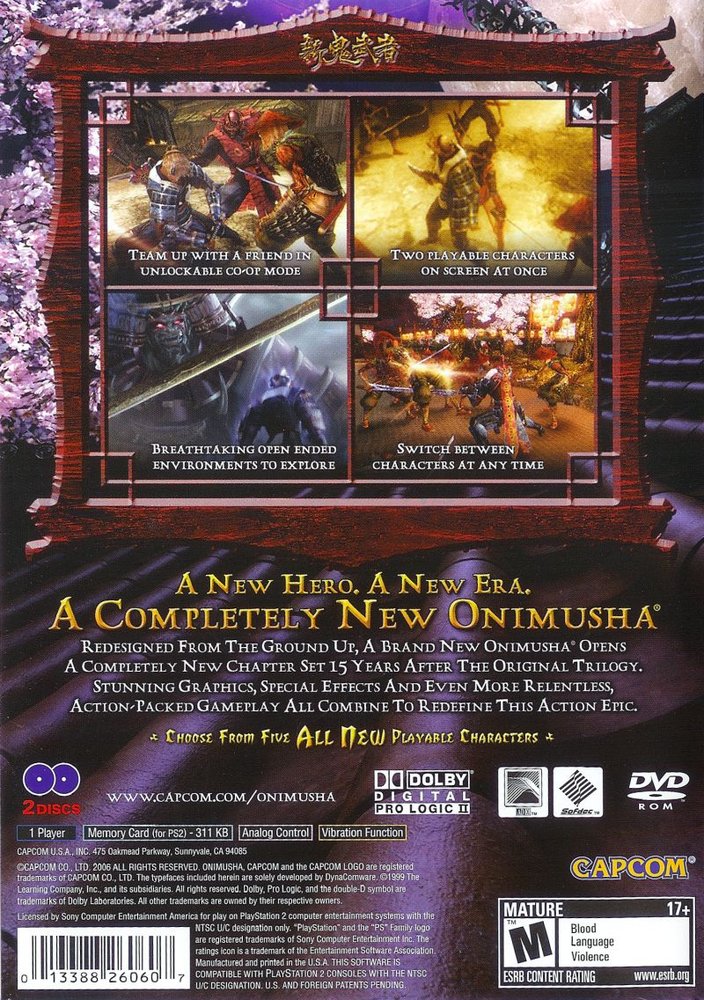 新鬼武者
TEAM UP WITH A FRIEND IN
UNLOCKABLE CO-OP MODE
TWO PLAYABLE CHARACTERS
ON SCREEN AT ONCE
BREATHTAKING OPEN ENDED
ENVIRONMENTS TO EXPLORE
SWITCH BETWEEN
CHARACTERS AT ANY TIME
A NEW HERO. A NEW ERA.
A COMPLETELY NEW ONIMUSHA®
REDESIGNED FROM THE GROUND UP, A BRAND NEW ONIMUSHA® OPENS
A COMPLETELY NEW CHAPTER SET 15 YEARS AFTER THE ORIGINAL TRILOGY.
STUNNING GRAPHICS, SPECIAL EFFECTS AND EVEN MORE RELENTLESS,
ACTION-PACKED GAMEPLAY ALL COMBINE TO REDEFINE THIS ACTION EPIC.
CHOOSE FROM FIVE ALL NEW PLAYABLE CHARACTERS
2 DISCS
WWW.CAPCOM.COM/ONIMUSHA
DOLBY
DIGITAL
PRO LOGIC II
SofdeC
DVD
ROM
1 Player
Memory Card (for PS2) - 311 KB
Analog Control
Vibration Function
CAPCOM U.S.A., INC. 475 Oakmead Parkway, Sunnyvale, CA 94085
©CAPCOM CO., LTD. 2006 ALL RIGHTS RESERVED. ONIMUSHA, CAPCOM and the CAPCOM LOGO are registered
trademarks of CAPCOM CO., LTD. The typefaces included herein are solely developed by DynaComware. ©1999 The
Learning Company, Inc., and its subsidiaries. All rights reserved. Dolby, Pro Logic, and the double-D symbol are
trademarks of Dolby Laboratories. All other trademarks are owned by their respective owners.
Licensed by Sony Computer Entertainment America for play on PlayStation 2 computer entertainment systems with the
NTSC U/C designation only. "PlayStation" and the "PS" Family logo
are registered trademarks of Sony Computer Entertainment Inc. The
ratings icon is a trademark of the Entertainment Software Association.
Manufactured and printed in the U.S.A. THIS SOFTWARE IS
COMPATIBLE WITH PLAYSTATION 2 CONSOLES WITH THE NTSC
U/C DESIGNATION. U.S. AND FOREIGN PATENTS PENDING.
0 13388 26060 7
CAPCOM®
MATURE 17+
M
Blood
Language
Violence
ESRB CONTENT RATING www.esrb.org